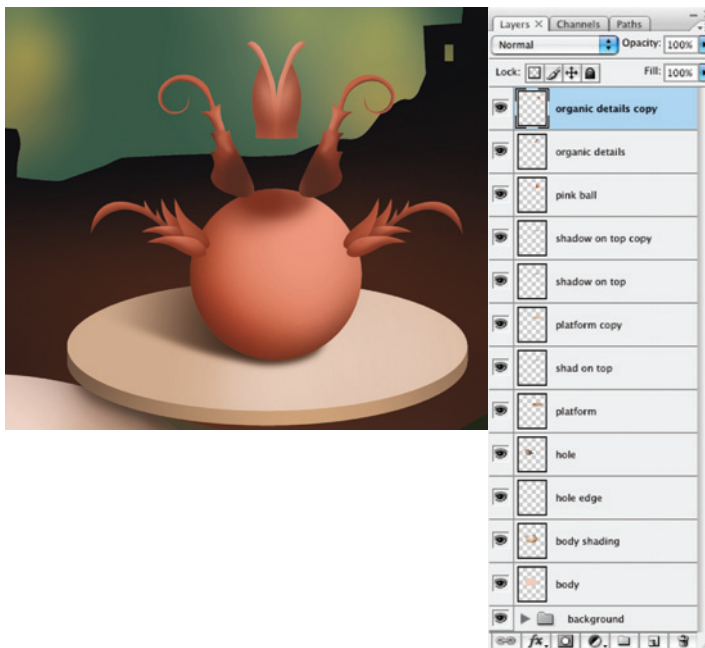 Layers × Channels Paths
Normal Opacity: 100%
Lock: Fill: 100%
organic details copy
organic details
pink ball
shadow on top copy
shadow on top
platform copy
shad on top
platform
hole
hole edge
body shading
body
background
fx